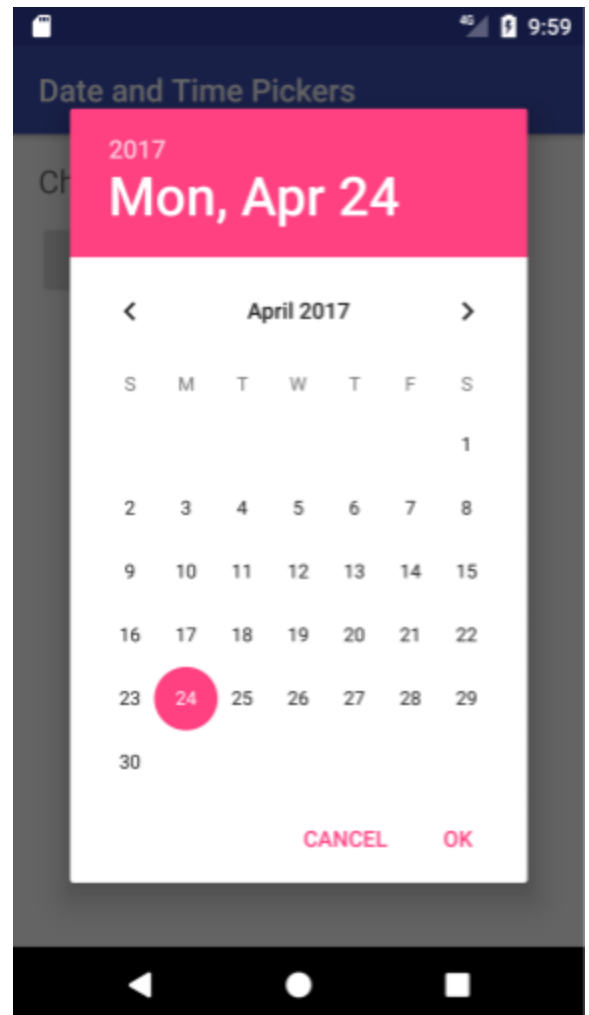 4G 9:59
Date and Time Pickers
Ch
2017
Mon, Apr 24
April 2017
S M T W T F S
1
2 3 4 5 6 7 8
9 10 11 12 13 14 15
16 17 18 19 20 21 22
23 24 25 26 27 28 29
30
CANCEL OK